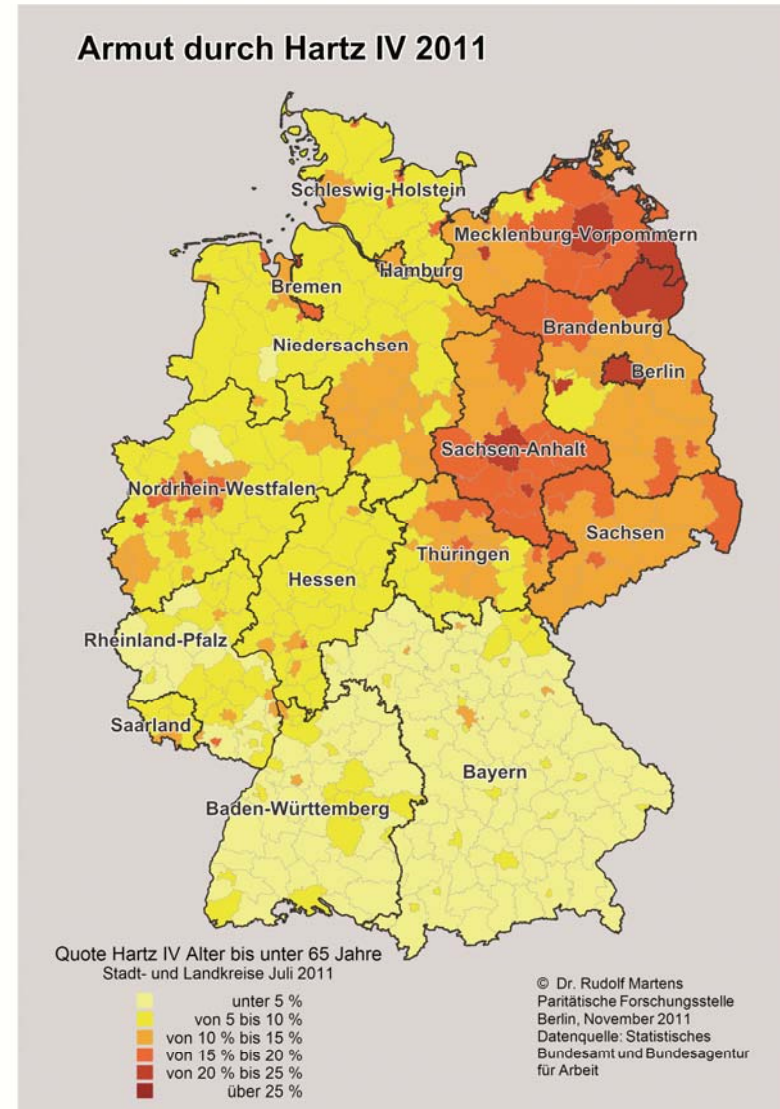 Armut durch Hartz IV 2011
Schleswig-Holstein
Mecklenburg-Vorpommern
Hamburg
Bremen
Brandenburg
Niedersachsen
Berlin
Sachsen-Anhalt
Nordrhein-Westfalen
Sachsen
Thüringen
Hessen
Rheinland-Pfalz
Saarland
Bayern
Baden-Württemberg
Quote Hartz IV Alter bis unter 65 Jahre
Stadt- und Landkreise Juli 2011
unter 5 %
von 5 bis 10 %
von 10 % bis 15 %
von 15 % bis 20 %
von 20 % bis 25 %
über 25 %
© Dr. Rudolf Martens
Paritätische Forschungsstelle
Berlin, November 2011
Datenquelle: Statistisches
Bundesamt und Bundesagentur
für Arbeit